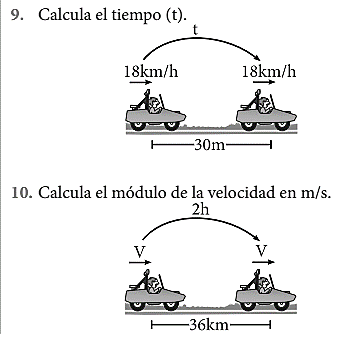 9. Calcula el tiempo (t).
t
18km/h 18km/h
30m
10. Calcula el módulo de la velocidad en m/s.
2h
V V
36km